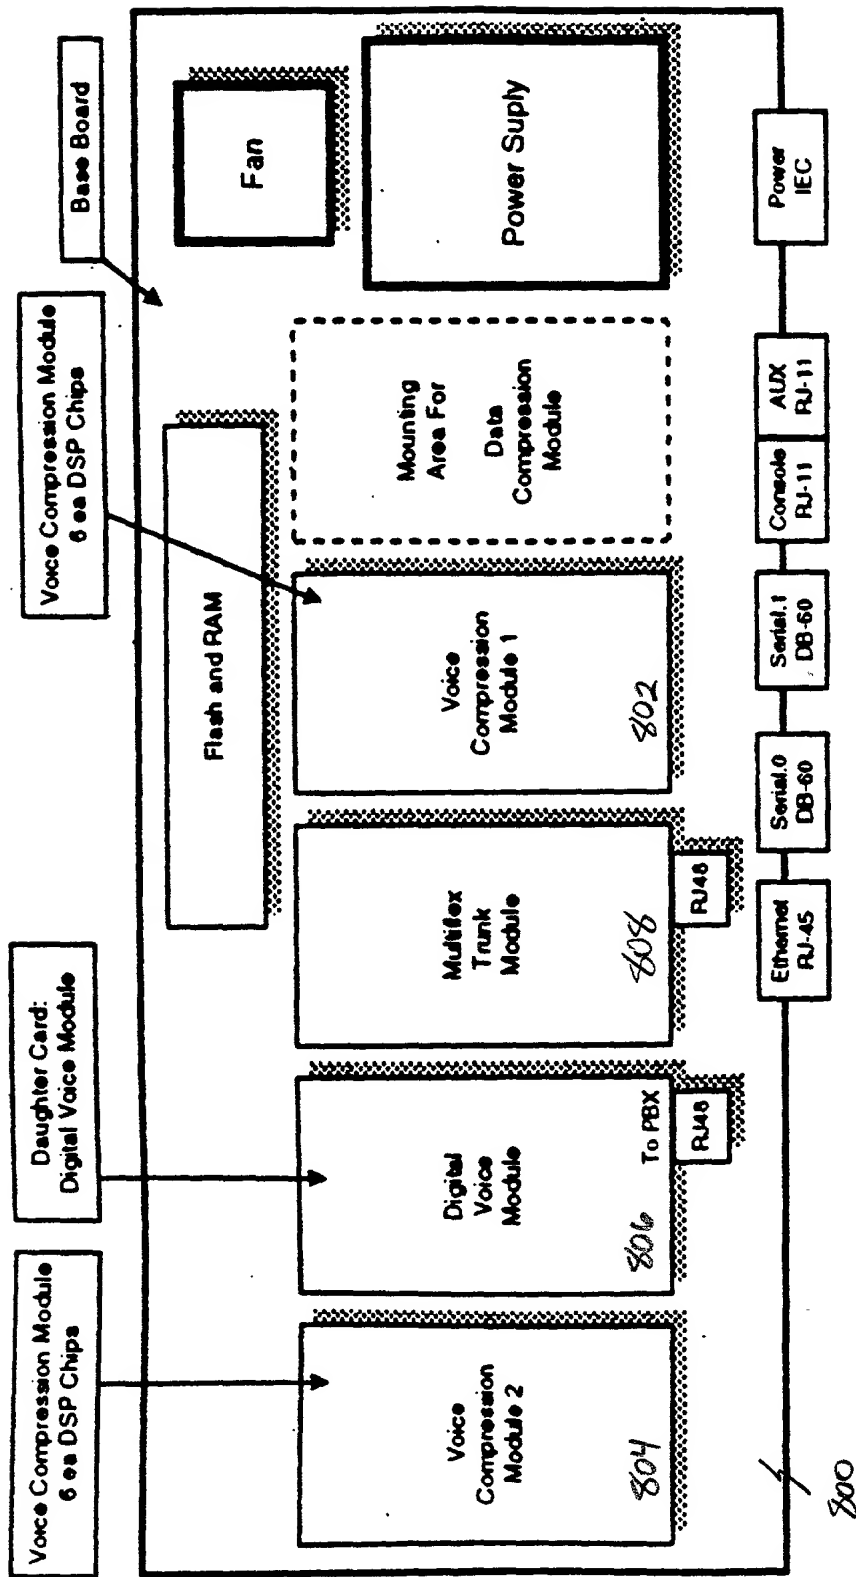 Voice Compression Module
6 ea DSP Chips
Daughter Card:
Digital Voice Module
Voice Compression Module
6 ea DSP Chips
Base Board
Flash and RAM
Fan
Voice
Compression
Module 2
804
Digital
Voice
Module
806
To PBX
RJ48
Multiflex
Trunk
Module
808
RJ48
Voice
Compression
Module 1
802
Mounting
Area For
Data
Compression
Module
Power Suply
Ethernet
RJ-45
Serial.0
DB-60
Serial.1
DB-60
Console
RJ-11
AUX
RJ-11
Power
IEC
800